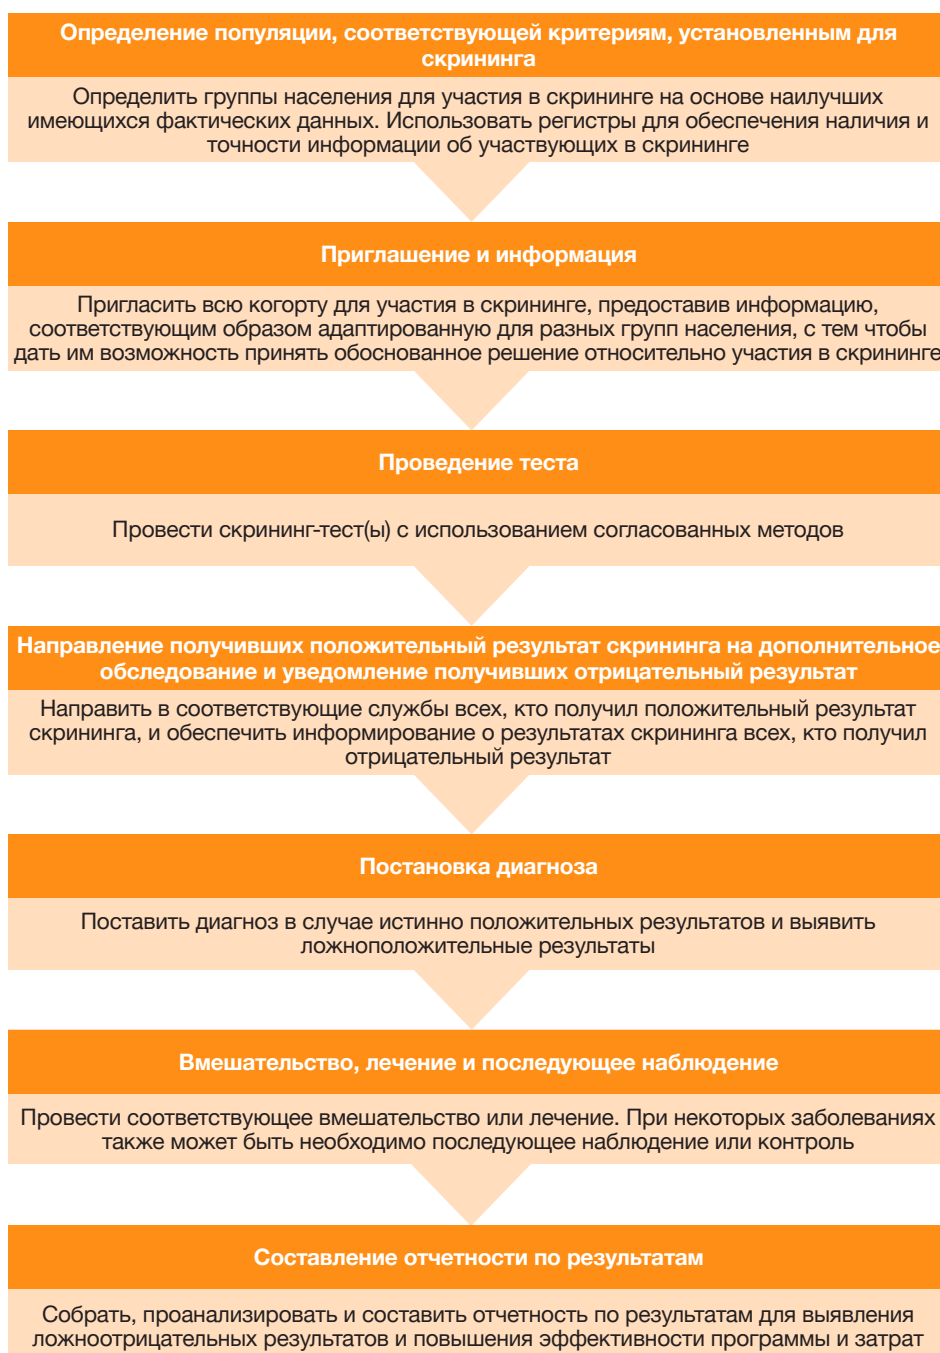 Определение популяции, соответствующей критериям, установленным для
скрининга
Определить группы населения для участия в скрининге на основе наилучших
имеющихся фактических данных. Использовать регистры для обеспечения наличия и
точности информации об участвующих в скрининге
Приглашение и информация
Пригласить всю когорту для участия в скрининге, предоставив информацию,
соответствующим образом адаптированную для разных групп населения, с тем чтобы
дать им возможность принять обоснованное решение относительно участия в скрининге
Проведение теста
Провести скрининг-тест(ы) с использованием согласованных методов
Направление получивших положительный результат скрининга на дополнительное
обследование и уведомление получивших отрицательный результат
Направить в соответствующие службы всех, кто получил положительный результат
скрининга, и обеспечить информирование о результатах скрининга всех, кто получил
отрицательный результат
Постановка диагноза
Поставить диагноз в случае истинно положительных результатов и выявить
ложноположительные результаты
Вмешательство, лечение и последующее наблюдение
Провести соответствующее вмешательство или лечение. При некоторых заболеваниях
также может быть необходимо последующее наблюдение или контроль
Составление отчетности по результатам
Собрать, проанализировать и составить отчетность по результатам для выявления
ложноотрицательных результатов и повышения эффективности программы и затрат